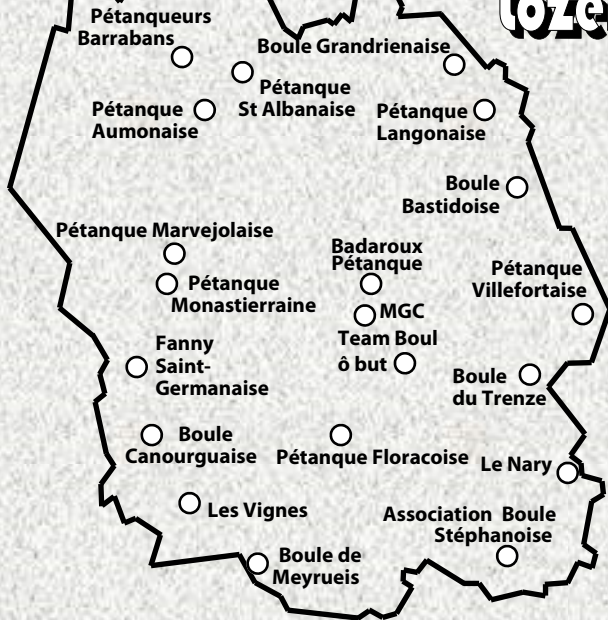 Pétanqueurs
Barrabans
Boule Grandrienaise
Pétanque
St Albanaise
Pétanque
Aumonaise
Pétanque
Langonaise
Boule
Bastidoise
Pétanque Marvejolaise
Badaroux
Pétanque
Pétanque
Villefortaise
Pétanque
Monastierraine
MGC
Team Boul
ô but
Fanny
Saint-
Germanaise
Boule
du Trenze
Boule
Canourguaise
Pétanque Floracoise
Le Nary
Les Vignes
Association Boule
Stéphanoise
Boule de
Meyrueis